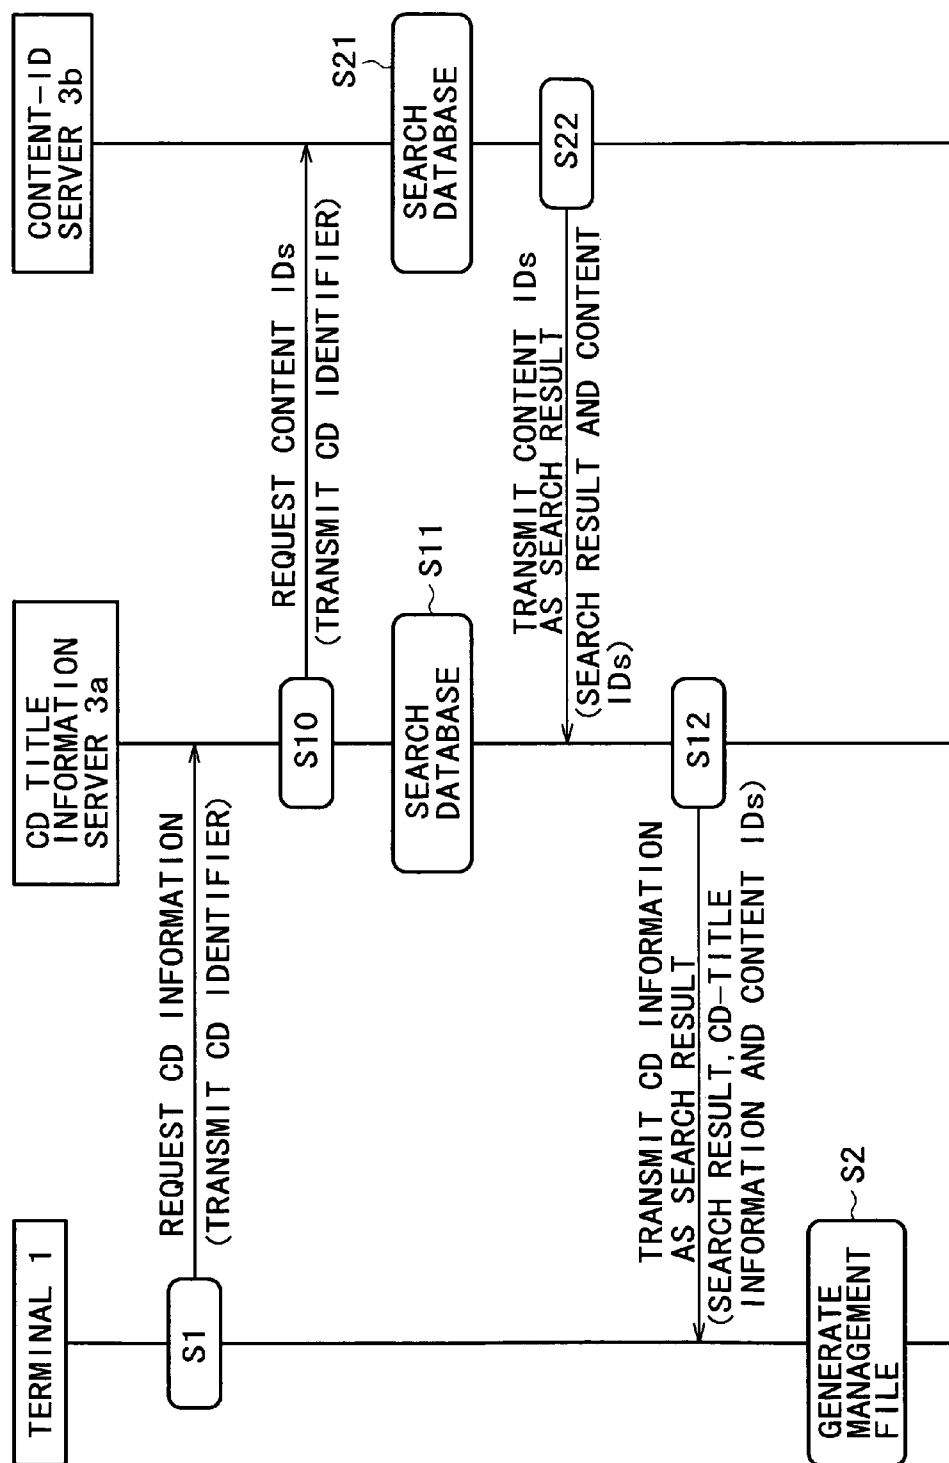 TERMINAL 1
CD TITLE
INFORMATION
SERVER 3a
CONTENT-ID
SERVER 3b
S1
REQUEST CD INFORMATION
(TRANSMIT CD IDENTIFIER)
S10
REQUEST CONTENT IDs
(TRANSMIT CD IDENTIFIER)
SEARCH
DATABASE
S11
SEARCH
DATABASE
S21
S22
TRANSMIT CONTENT IDs
AS SEARCH RESULT
(SEARCH RESULT AND CONTENT
IDs)
S12
TRANSMIT CD INFORMATION
AS SEARCH RESULT
(SEARCH RESULT, CD-TITLE
INFORMATION AND CONTENT IDs)
GENERATE
MANAGEMENT
FILE
S2